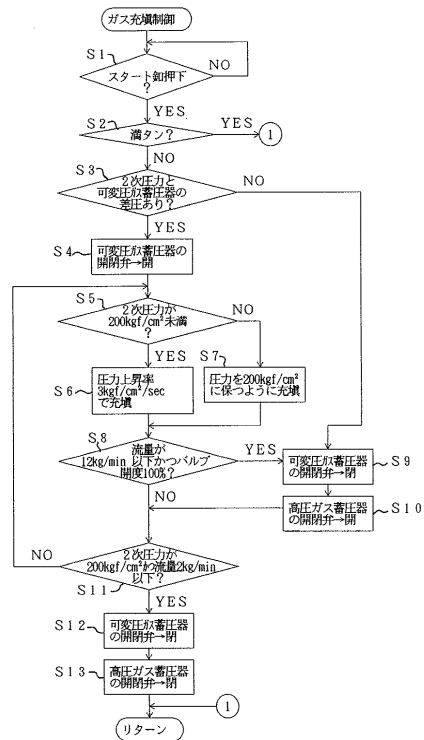 ガス充填制御
S1
スタート釦押下
?
NO
YES
S2
満タン?
YES
1
NO
S3
2次圧力と
可変圧ガス蓄圧器の
差圧あり?
NO
YES
S4
可変圧ガス蓄圧器の
開閉弁→開
S5
2次圧力が
200kgf/cm²未満
?
NO
YES
S6
圧力上昇率
3kgf/cm²/sec
で充填
S7
圧力を200kgf/cm²
に保つように充填
S8
流量が
12kg/min 以下かつバルブ
開度100%?
YES
NO
可変圧ガス蓄圧器
の開閉弁→閉
S9
高圧ガス蓄圧器
の開閉弁→開
S10
NO
2次圧力が
200kgf/cm²かつ流量2kg/min
以下?
S11
YES
S12
可変圧ガス蓄圧器
の開閉弁→閉
S13
高圧ガス蓄圧器
の開閉弁→閉
1
リターン